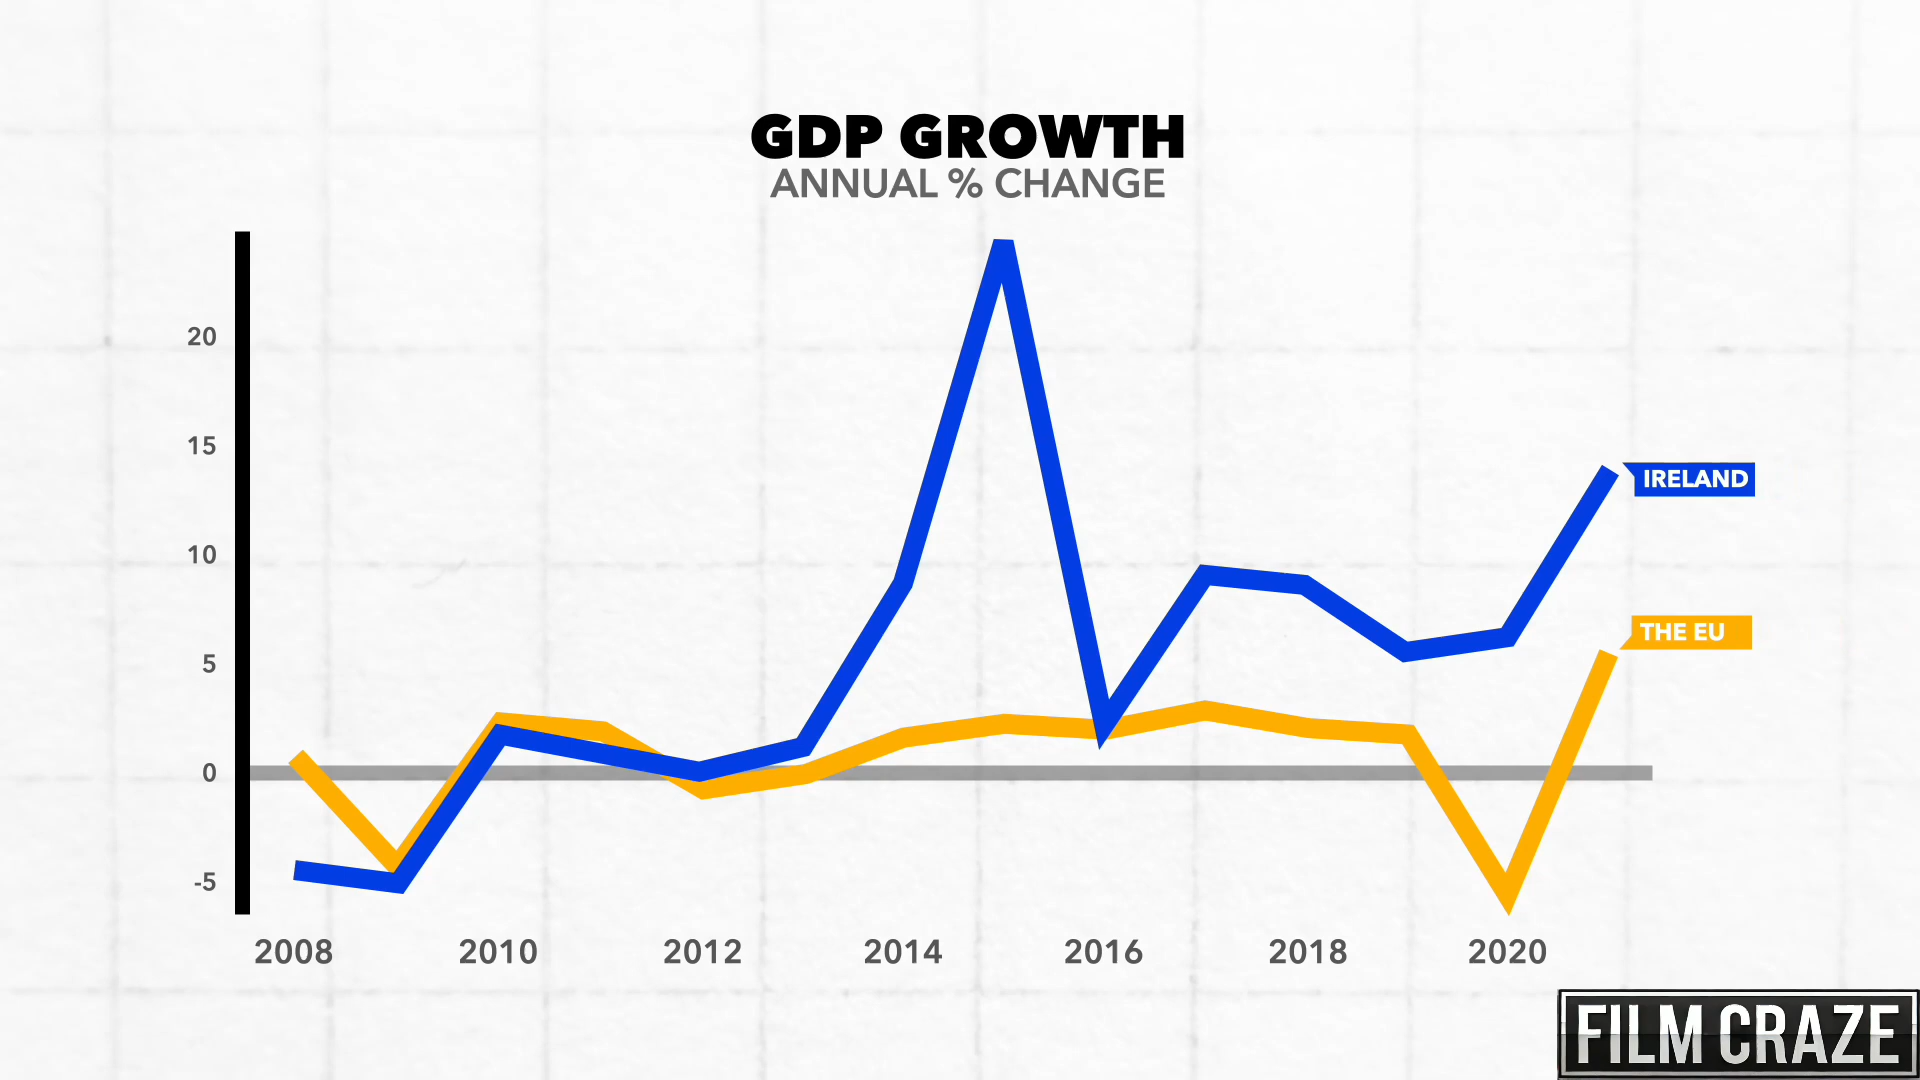 GDP GROWTH
ANNUAL % CHANGE
20
15
10
5
0
-5
IRELAND
THE EU
2008 2010 2012 2014 2016 2018 2020
FILM CRAZE